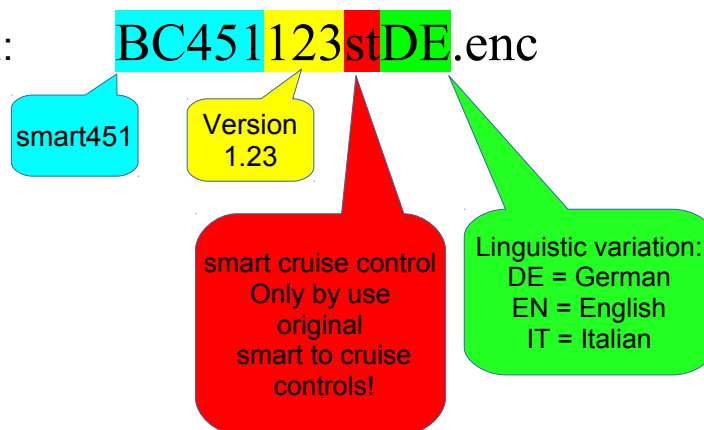 : BC451123stDE.enc
smart451
Version
1.23
smart cruise control
Only by use
original
smart to cruise
controls!
Linguistic variation:
DE = German
EN = English
IT = Italian